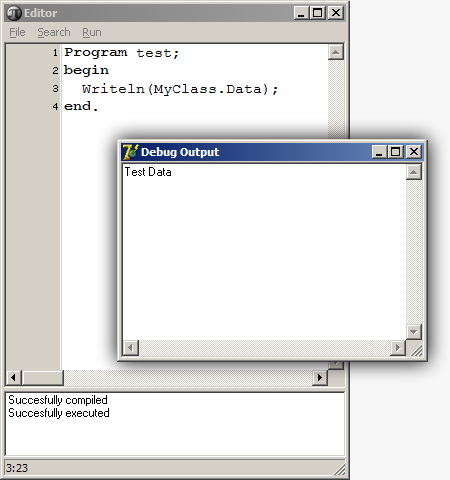 Editor
File Search Run
1 Program test;
2 begin
3 Writeln(MyClass.Data);
4 end.
Debug Output
Test Data
Succesfully compiled
Succesfully executed
3:23